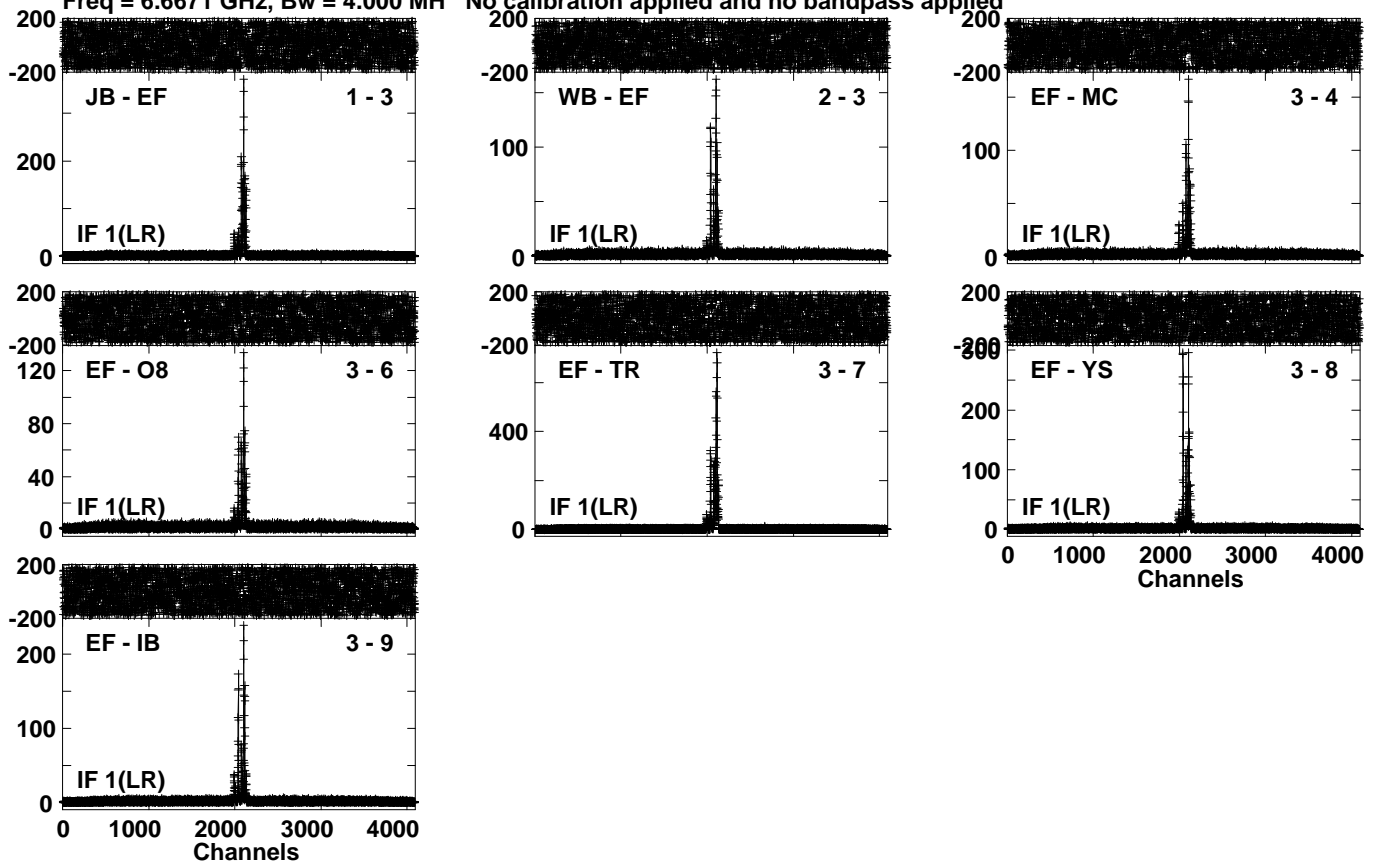 Freq = 6.6671 GHz, Bw = 4.000 MH No calibration applied and no bandpass applied
200 200 200
-200 -200 -200
JB - EF 1 - 3 WB - EF 2 - 3 EF - MC 3 - 4
200 100 100
IF 1(LR) IF 1(LR) IF 1(LR)
0 0 0
200 200 200
-200 -200 -200
300
EF - O8 3 - 6 EF - TR 3 - 7 EF - YS 3 - 8
120
80 400 200
40 100
IF 1(LR) IF 1(LR) IF 1(LR)
0 0 0
0 1000 2000 3000 4000
Channels
200
-200
EF - IB 3 - 9
200
100
IF 1(LR)
0
0 1000 2000 3000 4000
Channels